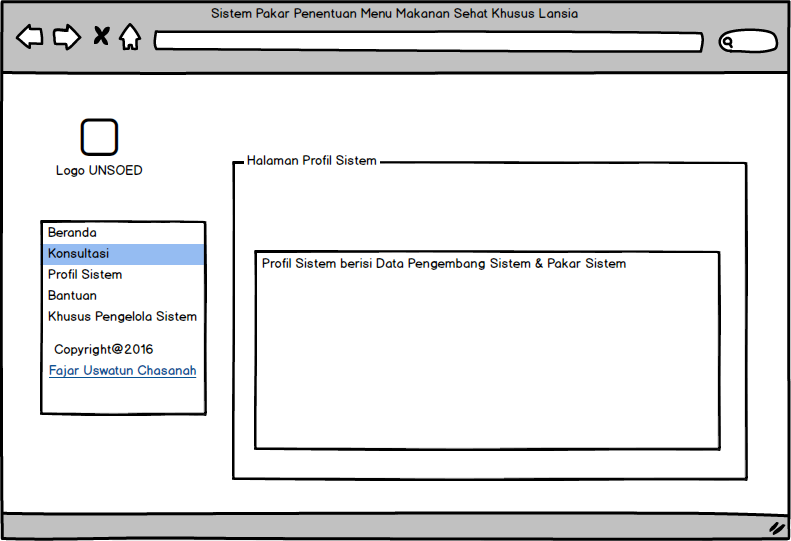 Sistem Pakar Penentuan Menu Makanan Sehat Khusus Lansia
Logo UNSOED
Beranda
Konsultasi
Profil Sistem
Bantuan
Khusus Pengelola Sistem
Copyright@2016
Fajar Uswatun Chasanah
Halaman Profil Sistem
Profil Sistem berisi Data Pengembang Sistem & Pakar Sistem